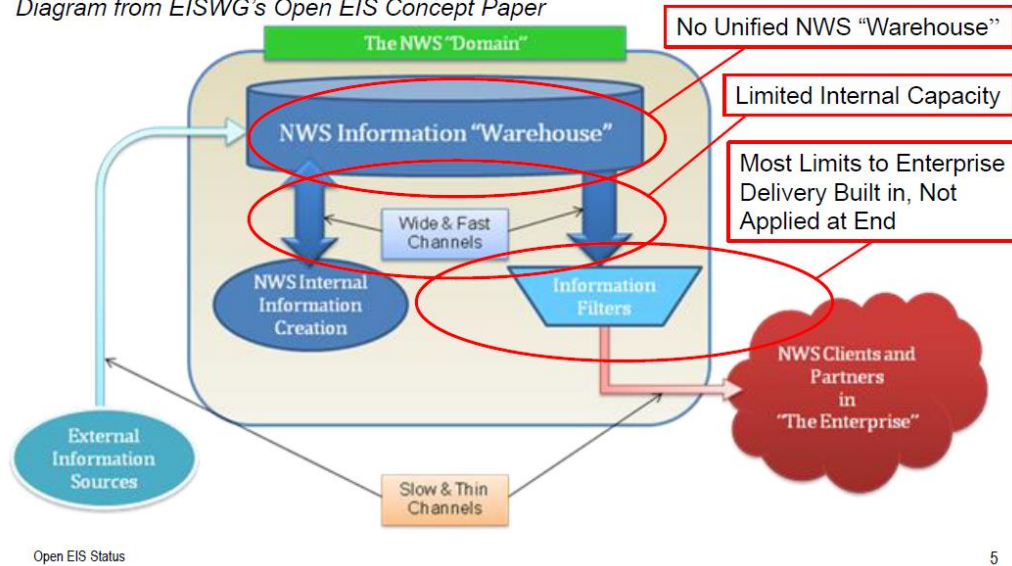 Diagram from EISWG's Open EIS Concept Paper
The NWS "Domain"
No Unified NWS "Warehouse"
Limited Internal Capacity
NWS Information "Warehouse"
Most Limits to Enterprise
Delivery Built in, Not
Applied at End
Wide & Fast
Channels
NWS Internal
Information
Creation
Information
Filters
NWS Clients and
Partners
in
"The Enterprise"
External
Information
Sources
Slow & Thin
Channels
Open EIS Status
5